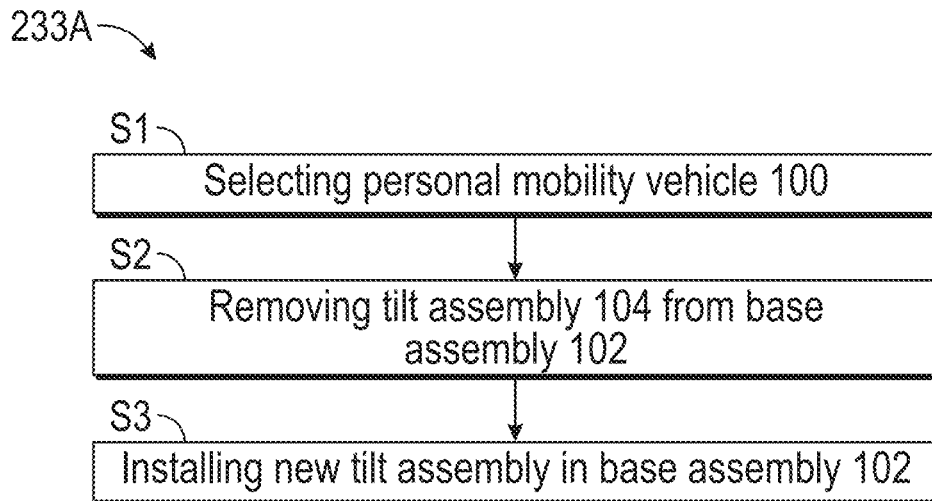 233A
S1
Selecting personal mobility vehicle 100
S2
Removing tilt assembly 104 from base
assembly 102
S3
Installing new tilt assembly in base assembly 102